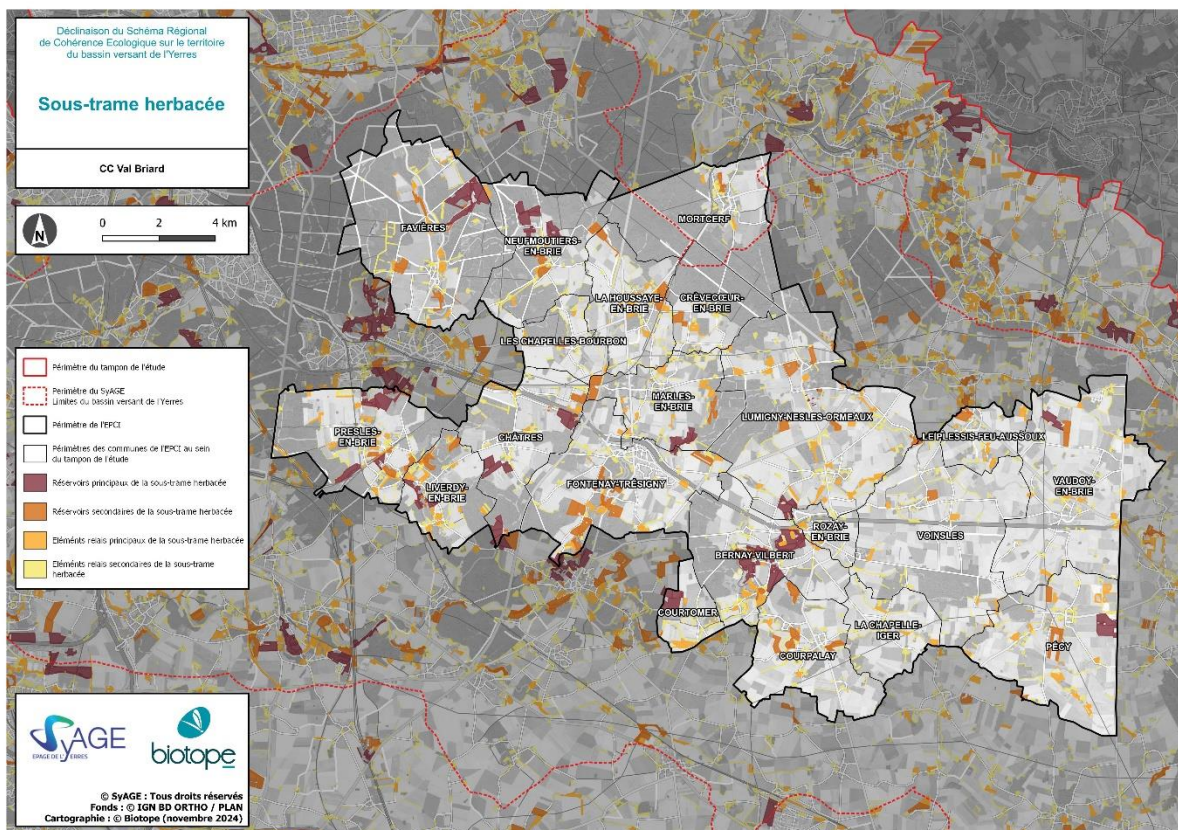 Déclinaison du Schéma Régional
de Cohérence Ecologique sur le territoire
du bassin versant de l'Yerres
Sous-trame herbacée
CC Val Briard
N
0 2 4 km
Périmètre du tampon de l'étude
Perimètre du SyAGE
Limites du bassin versant de l'Yerres
Périmètre de l'EPCI
Périmètres des communes de l'EPCI au sein
du tampon de l'étude
Réservoirs principaux de la sous-trame herbacée
Réservoirs secondaires de la sous-trame herbacée
Eléments relais principaux de la sous-trame herbacée
Eléments relais secondaires de la sous-trame
herbacée
FAVIÈRES
NEUFMOUTIERS-
EN-BRIE
MORTCERF
LA HOUSSAYE-
EN-BRIE
CRÈVECŒUR-
EN-BRIE
LES CHAPELLES-BOURBON
MARLES-
EN-BRIE
LUMIGNY-NESLES-ORMEAUX
PRESLES-
EN-BRIE
CHÂTRES
LIVERDY-
EN-BRIE
FONTENAY-TRÉSIGNY
LE PLESSIS-FEU-AUSSOUX
VAUDOY-
EN-BRIE
ROZAY-
EN-BRIE
VOINSLES
BERNAY-VILBERT
COURTOMER
LA CHAPELLE-
IGER
COURPALAY
PÉCY
SyAGE
EPAGE DE L'YERRES
biotope
© SyAGE : Tous droits réservés
Fonds : © IGN BD ORTHO / PLAN
Cartographie : © Biotope (novembre 2024)